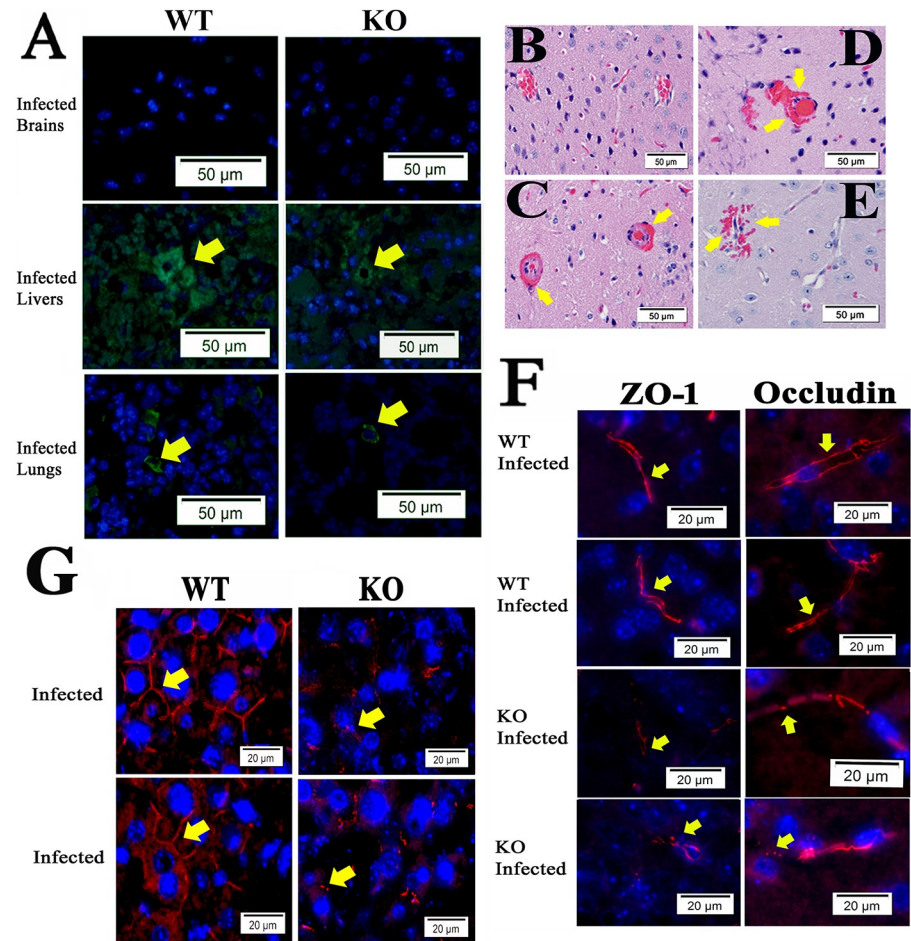 A
WT
KO
Infected
Brains
50 µm
50 µm
Infected
Livers
50 µm
50 µm
Infected
Lungs
50 µm
50 µm
B
50 µm
D
50 µm
C
50 µm
E
50 µm
F
ZO-1
Occludin
WT
Infected
20 µm
20 µm
WT
Infected
20 µm
20 µm
KO
Infected
20 µm
20 µm
KO
Infected
20 µm
20 µm
G
WT
KO
Infected
20 µm
20 µm
Infected
20 µm
20 µm